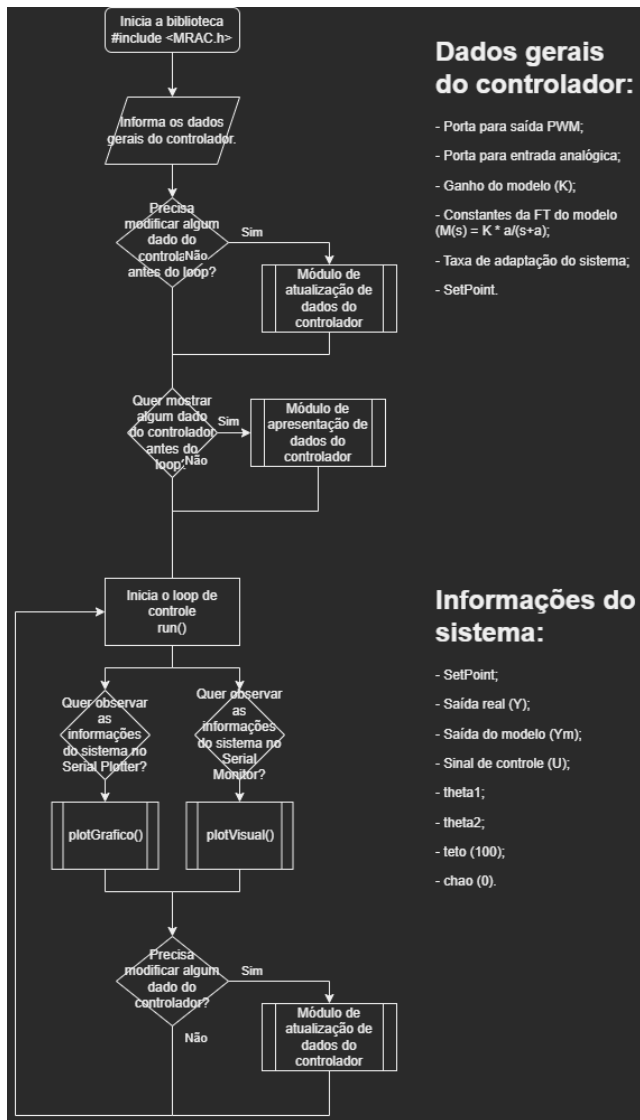 Inicia a biblioteca
#include <MRAC.h>
Dados gerais
do controlador:
- Porta para saída PWM;
- Porta para entrada analógica;
- Ganho do modelo (K);
- Constantes da FT do modelo
(M(s) = K * a/(s+a);
- Taxa de adaptação do sistema;
- SetPoint.
Informa os dados
gerais do controlador.
Precisa
modificar algum
dado do
controla
antes do loop?
Sim
Não
Módulo de
atualização de
dados do
controlador
Quer mostrar
algum dado
do controlador
antes do
loop?
Sim
Não
Módulo de
apresentação de
dados do
controlador
Inicia o loop de
controle
run()
Informações do
sistema:
- SetPoint;
- Saída real (Y);
- Saída do modelo (Ym);
- Sinal de controle (U);
- theta1;
- theta2;
- teto (100);
- chao (0).
Quer observar
as
informações
do sistema no
Serial Plotter?
Quer observar
as
informações
do sistema no
Serial
Monitor?
plotGrafico()
plotVisual()
Precisa
modificar algum
dado do
controlador?
Sim
Não
Módulo de
atualização de
dados do
controlador